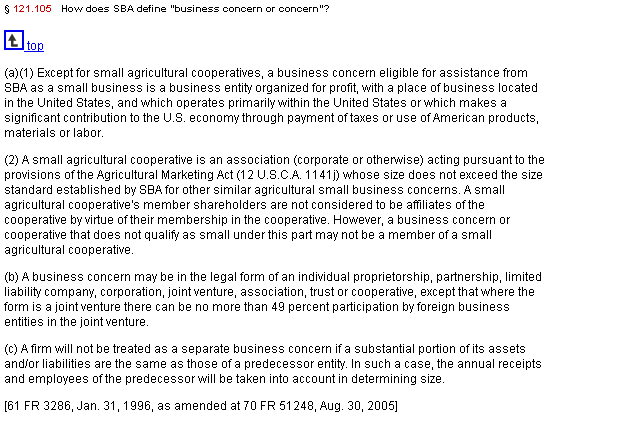 § 121.105 How does SBA define "business concern or concern"?
top
(a)(1) Except for small agricultural cooperatives, a business concern eligible for assistance from
SBA as a small business is a business entity organized for profit, with a place of business located
in the United States, and which operates primarily within the United States or which makes a
significant contribution to the U.S. economy through payment of taxes or use of American products,
materials or labor.
(2) A small agricultural cooperative is an association (corporate or otherwise) acting pursuant to the
provisions of the Agricultural Marketing Act (12 U.S.C.A. 1141j) whose size does not exceed the size
standard established by SBA for other similar agricultural small business concerns. A small
agricultural cooperative's member shareholders are not considered to be affiliates of the
cooperative by virtue of their membership in the cooperative. However, a business concern or
cooperative that does not qualify as small under this part may not be a member of a small
agricultural cooperative.
(b) A business concern may be in the legal form of an individual proprietorship, partnership, limited
liability company, corporation, joint venture, association, trust or cooperative, except that where the
form is a joint venture there can be no more than 49 percent participation by foreign business
entities in the joint venture.
(c) A firm will not be treated as a separate business concern if a substantial portion of its assets
and/or liabilities are the same as those of a predecessor entity. In such a case, the annual receipts
and employees of the predecessor will be taken into account in determining size.
[61 FR 3286, Jan. 31, 1996, as amended at 70 FR 51248, Aug. 30, 2005]